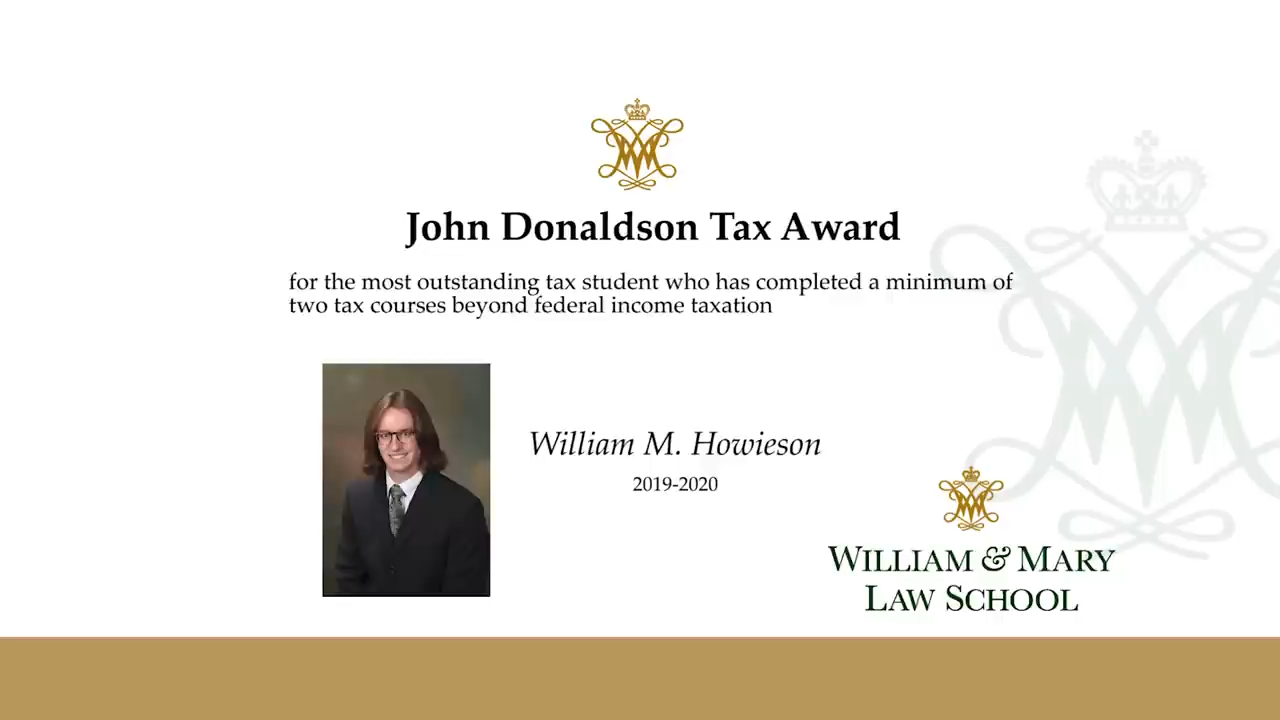 John Donaldson Tax Award
for the most outstanding tax student who has completed a minimum of
two tax courses beyond federal income taxation
William M. Howieson
2019-2020
WILLIAM & MARY
LAW SCHOOL